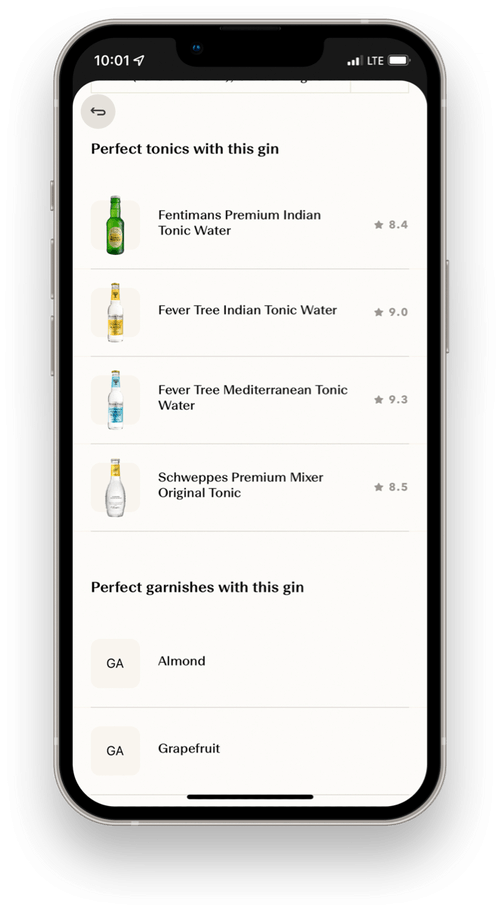 10:01
LTE
Perfect tonics with this gin
Fentimans Premium Indian
Tonic Water
8.4
Fever Tree Indian Tonic Water
9.0
Fever Tree Mediterranean Tonic
Water
9.3
Schweppes Premium Mixer
Original Tonic
8.5
Perfect garnishes with this gin
GA
Almond
GA
Grapefruit